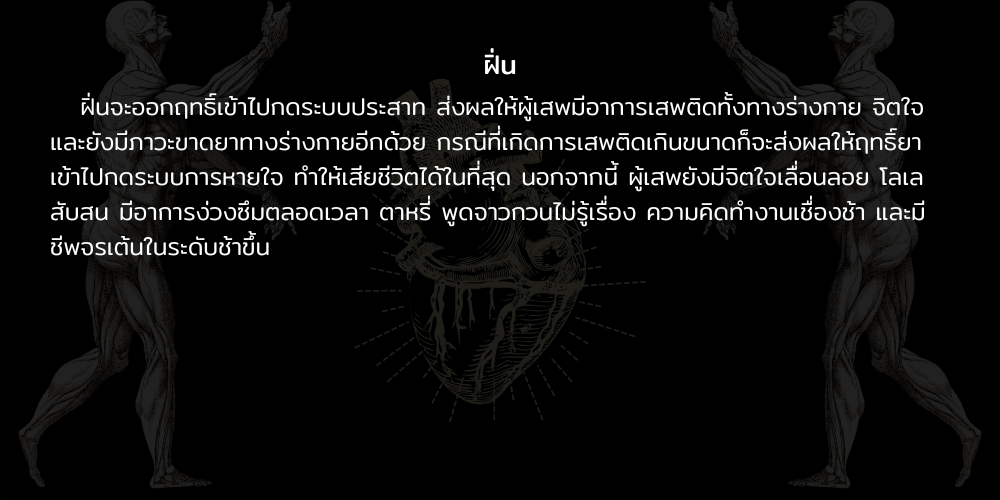 ฝิ่น
ฝิ่นจะออกฤทธิ์เข้าไปกดระบบประสาท ส่งผลให้ผู้เสพมีอาการเสพติดทั้งทางร่างกาย จิตใจ
และยังมีภาวะขาดยาทางร่างกายอีกด้วย กรณีที่เกิดการเสพติดเกินขนาดก็จะส่งผลให้ฤทธิ์ยา
เข้าไปกดระบบการหายใจ ทำให้เสียชีวิตได้ในที่สุด นอกจากนี้ ผู้เสพยังมีจิตใจเลื่อนลอย โลเล
สับสน มีอาการง่วงซึมตลอดเวลา ตาหรี่ พูดจาวกวนไม่รู้เรื่อง ความคิดทำงานเชื่องช้า และมี
ชีพจรเต้นในระดับช้าขึ้น